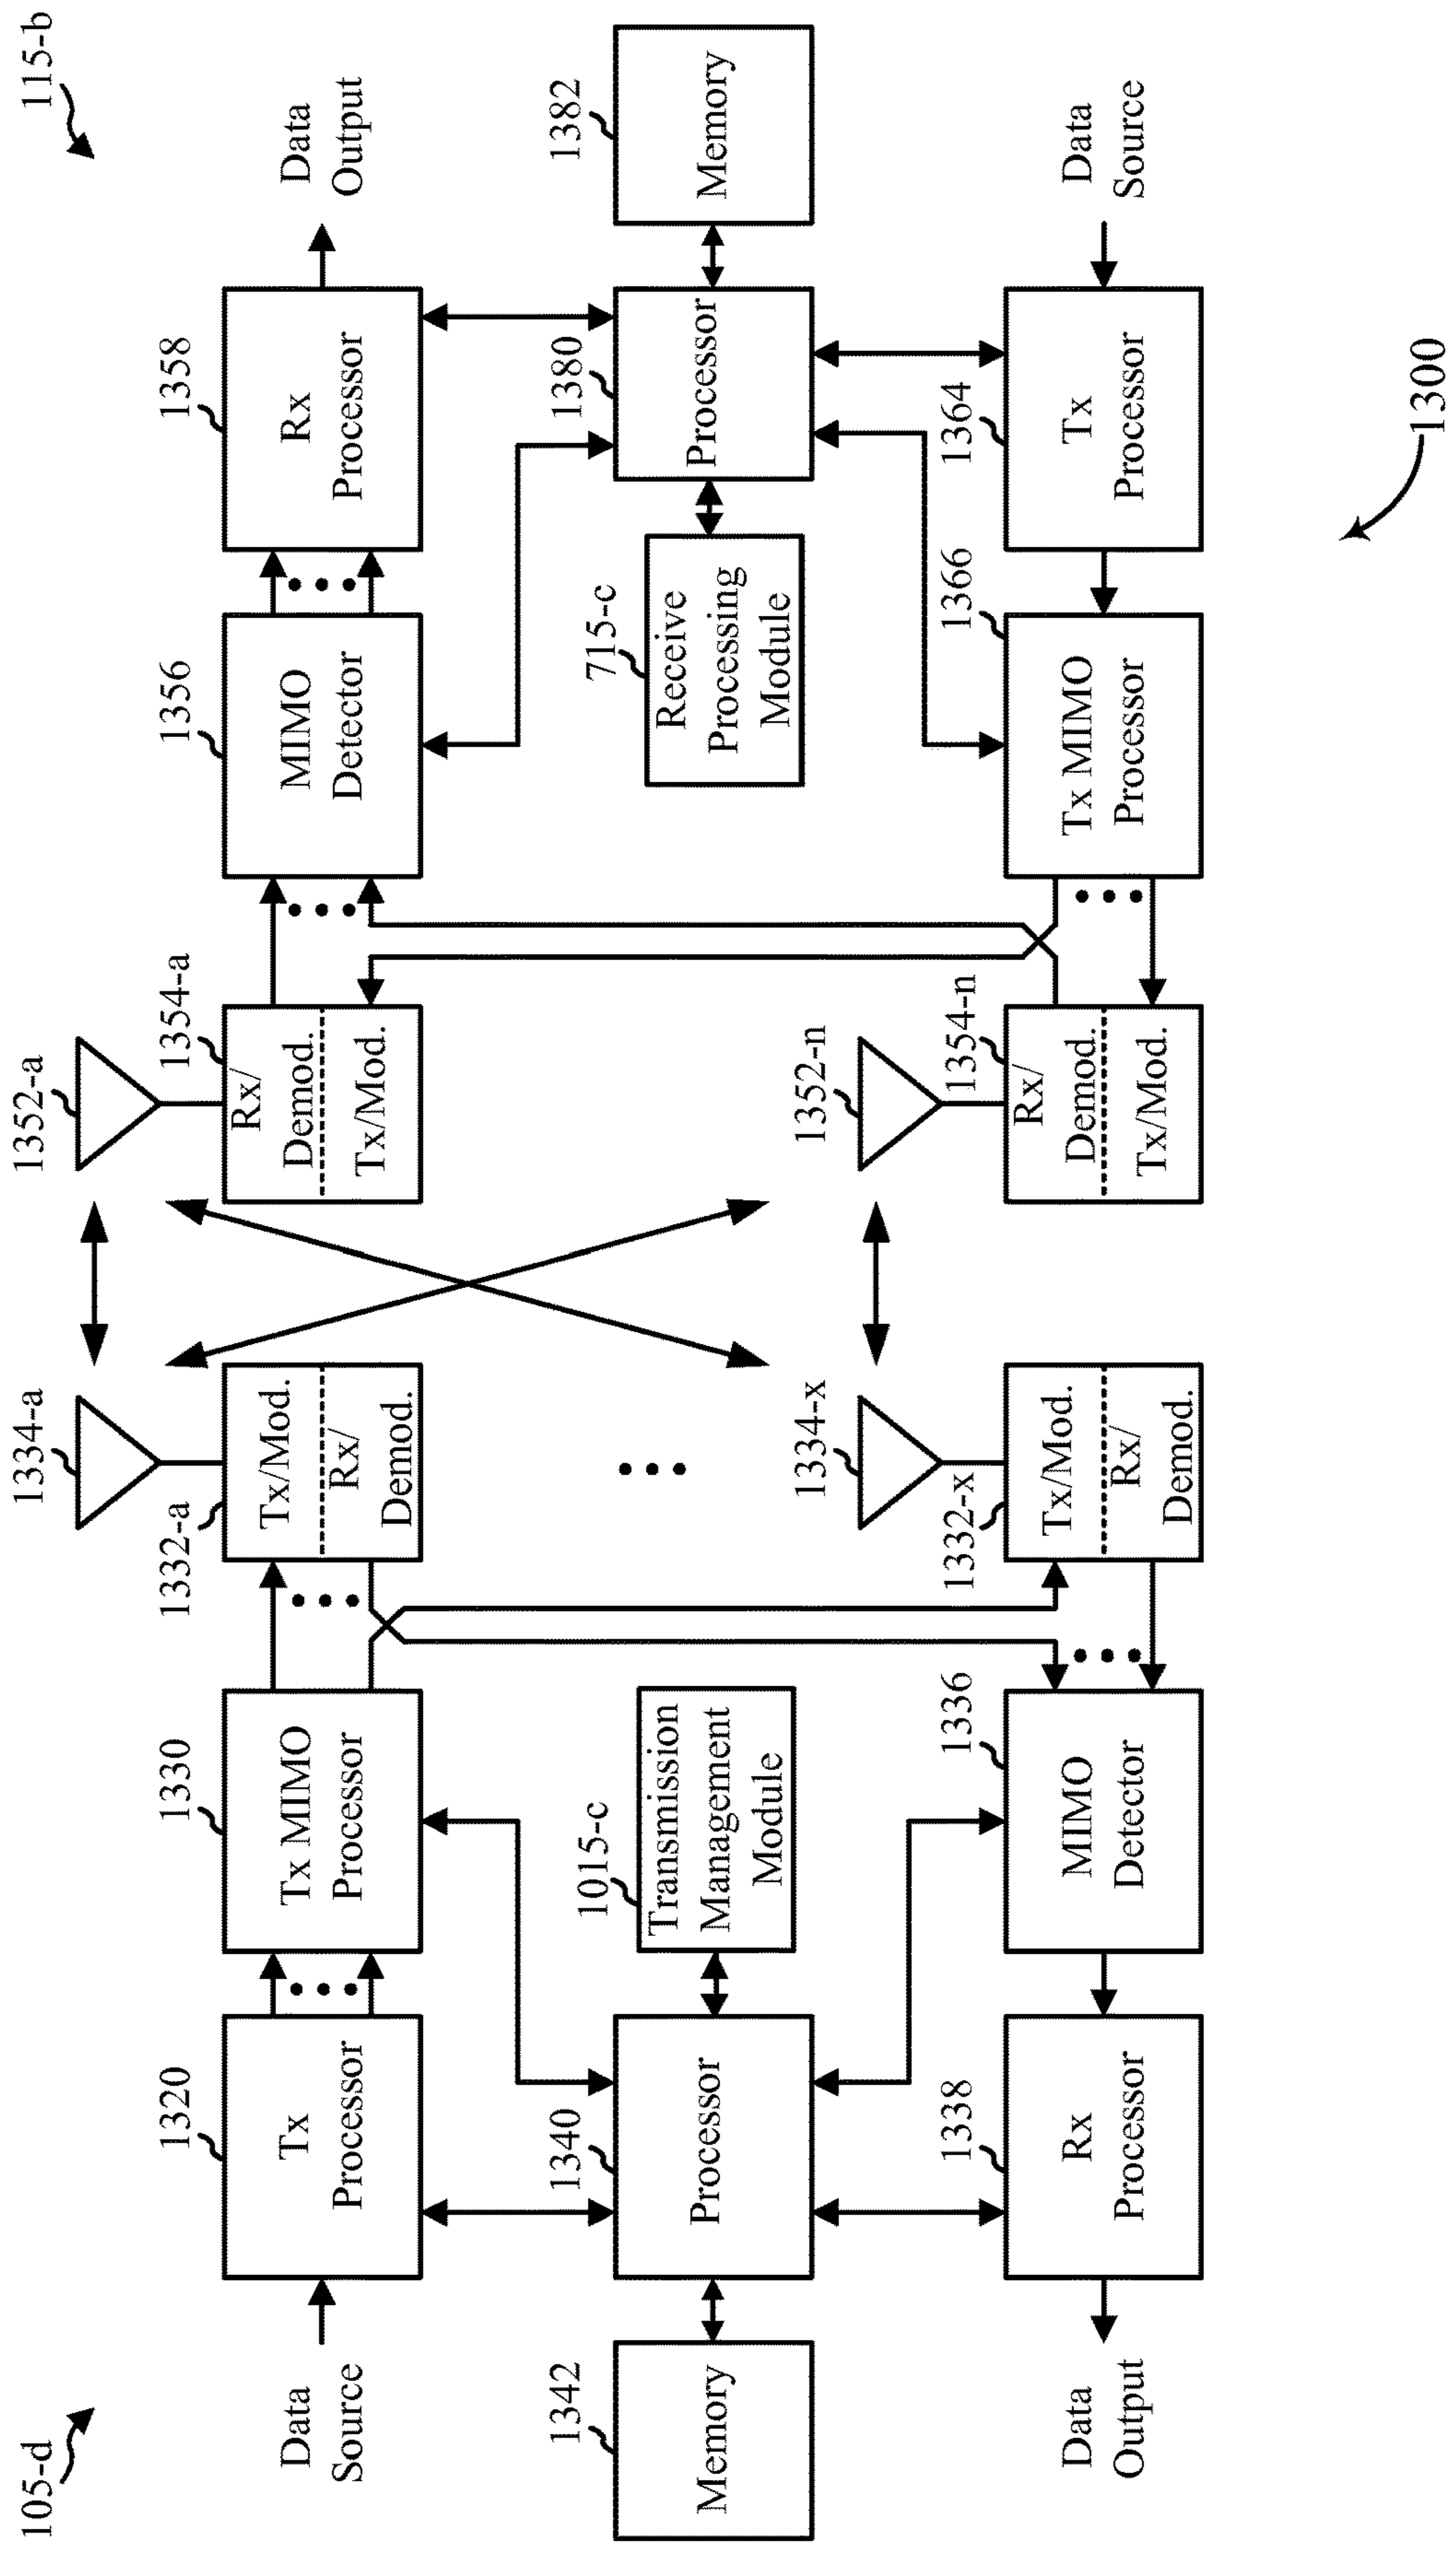 105-d
115-b
1334-a
1352-a
1320
1330
1332-a
1354-a
1356
1358
Data
Source
Tx
Processor
Tx MIMO
Processor
Tx/Mod.
Rx/
Demod.
Rx/
Demod.
Tx/Mod.
MIMO
Detector
Rx
Processor
Data
Output
1342
1340
1015-c
715-c
1380
1382
Memory
Processor
Transmission
Management
Module
Receive
Processing
Module
Processor
Memory
1334-x
1352-n
1338
1336
1332-x
1354-n
1366
1364
Data
Output
Rx
Processor
MIMO
Detector
Tx/Mod.
Rx/
Demod.
Rx/
Demod.
Tx/Mod.
Tx MIMO
Processor
Tx
Processor
Data
Source
1300